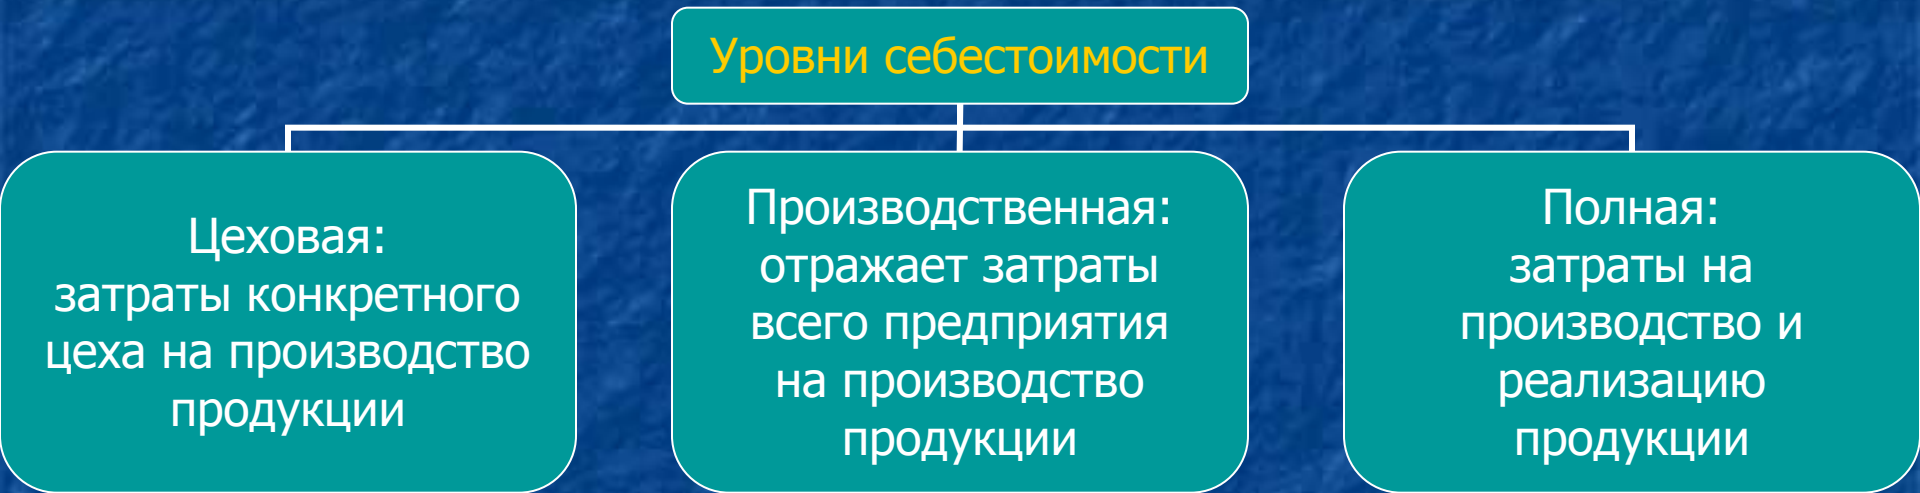 Уровни себестоимости
Цеховая:
затраты конкретного
цеха на производство
продукции
Производственная:
отражает затраты
всего предприятия
на производство
продукции
Полная:
затраты на
производство и
реализацию
продукции